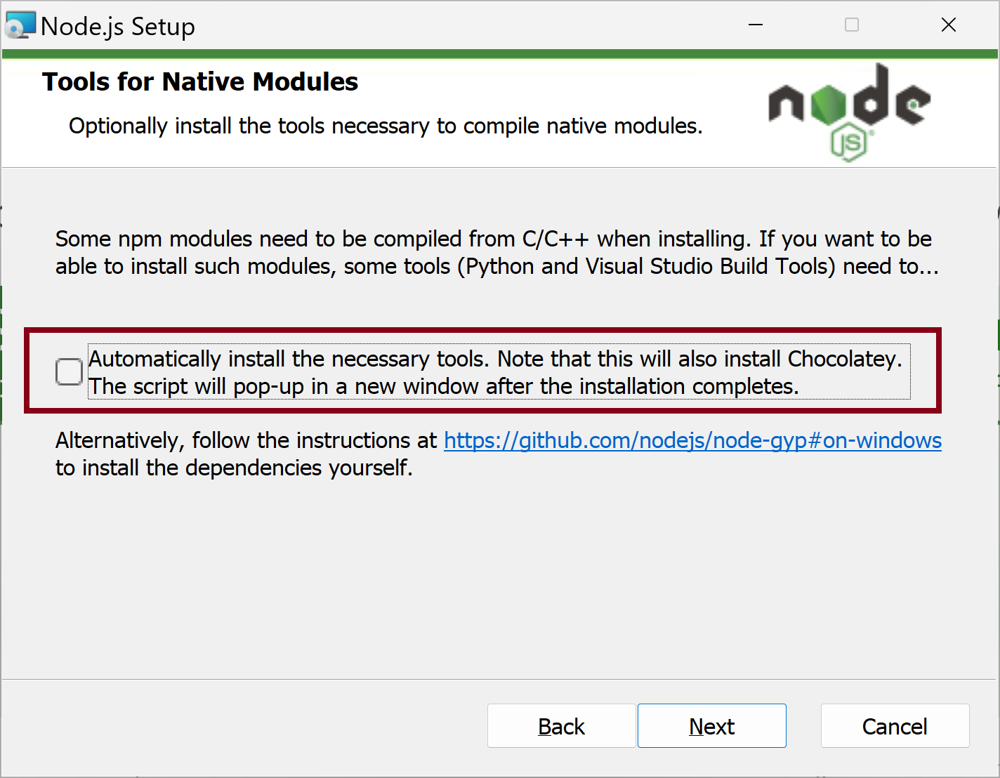 Node.js Setup
Tools for Native Modules
Optionally install the tools necessary to compile native modules.
node
JS
Some npm modules need to be compiled from C/C++ when installing. If you want to be
able to install such modules, some tools (Python and Visual Studio Build Tools) need to...
Automatically install the necessary tools. Note that this will also install Chocolatey.
The script will pop-up in a new window after the installation completes.
Alternatively, follow the instructions at https://github.com/nodejs/node-gyp#on-windows
to install the dependencies yourself.
Back Next Cancel